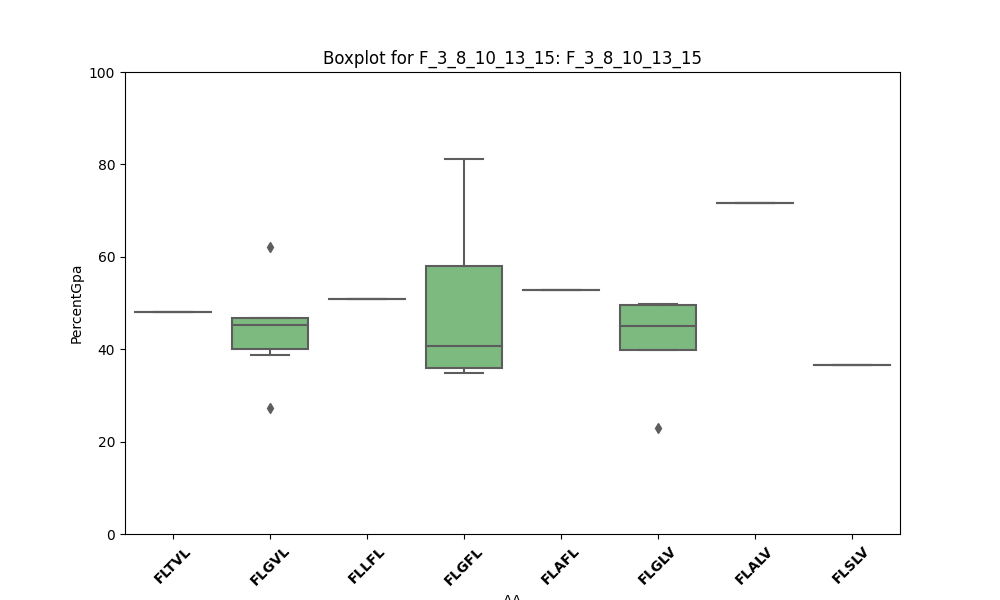 Boxplot for F_3_8_10_13_15: F_3_8_10_13_15
100
80
60
40
20
0
PercentGpa
FLTVL
FLGVL
FLLFL
FLGFL
FLAFL
FLGLV
FLALV
FLSLV
AA